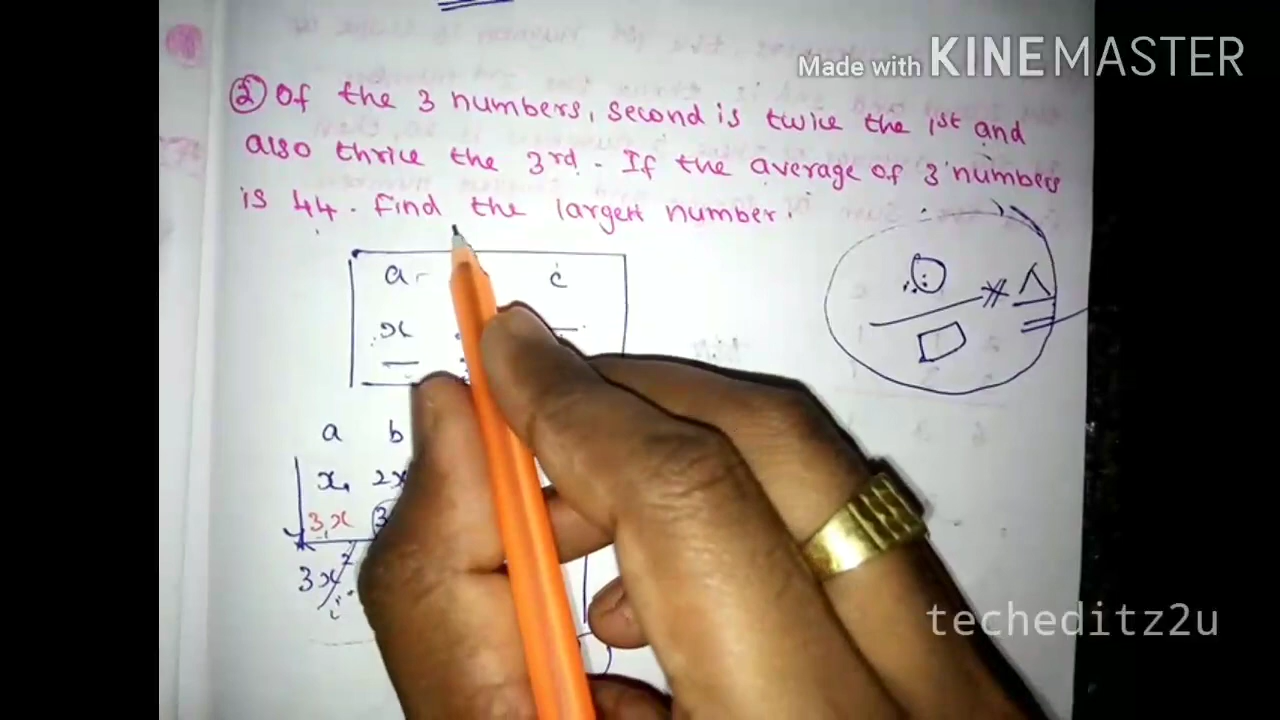 Made with KINEMASTER
② Of the 3 numbers, second is twice the 1st and
also thrice the 3rd. If the average of 3 numbers
is 44. Find the largest number.
a c
x
a b
x 2x
3x 3
3x
techeditz2u